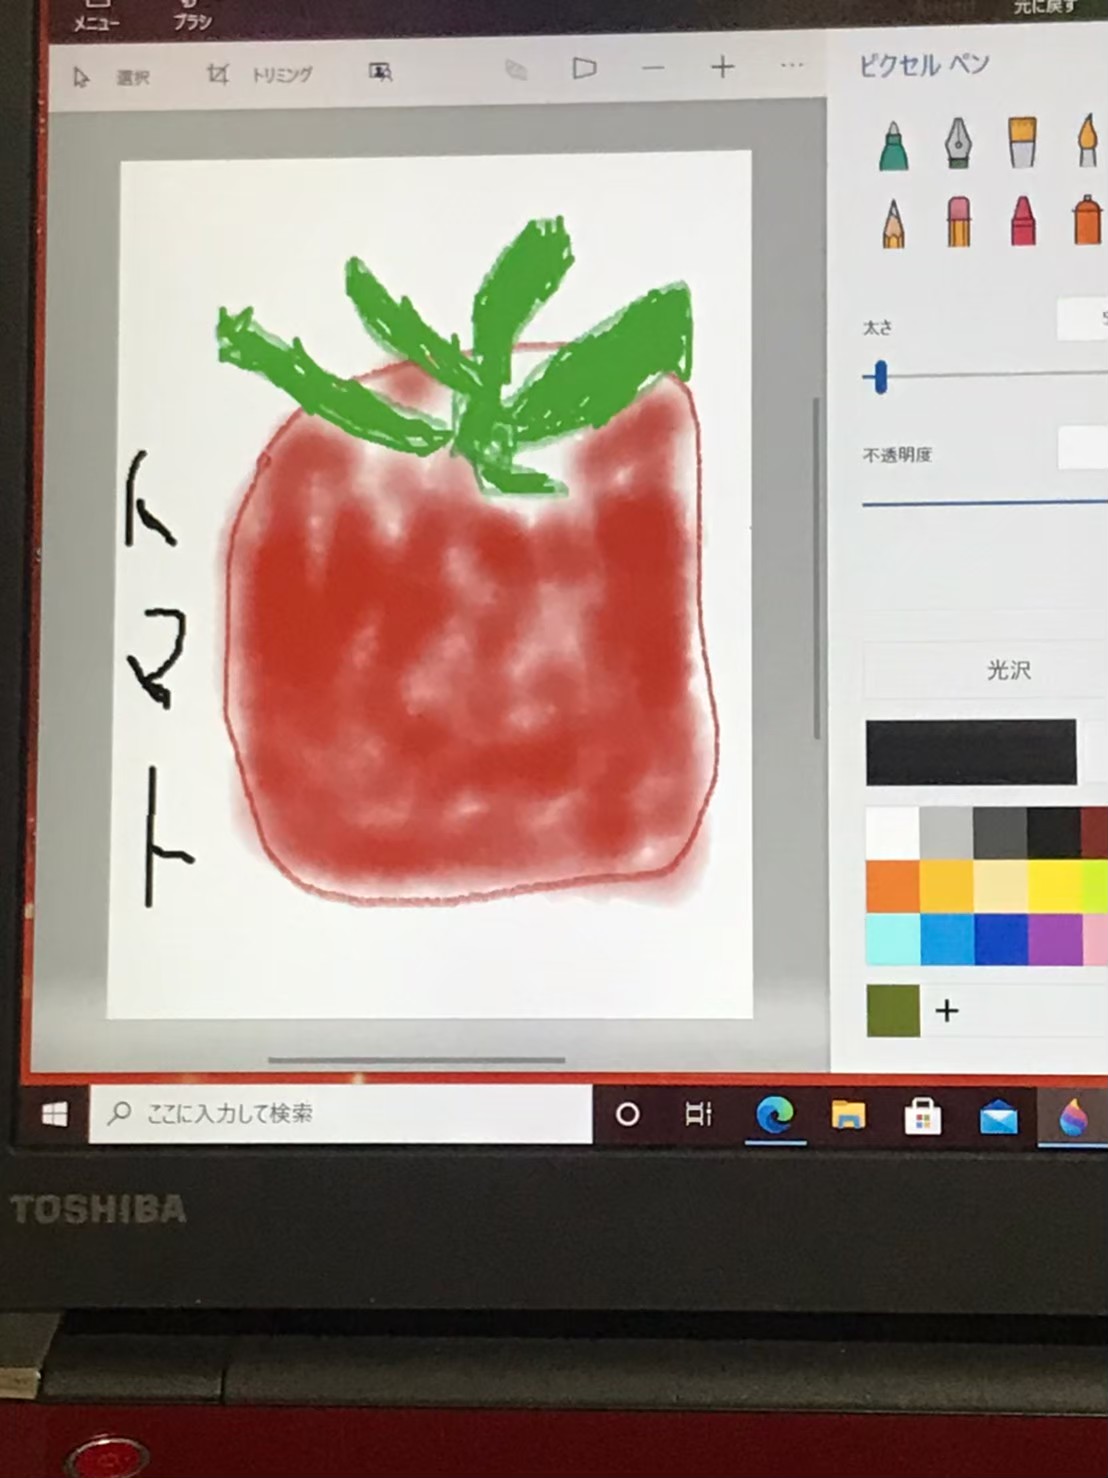 メニュー
ブラシ
元に戻す
選択
トリミング
ピクセル ペン
太さ
不透明度
光沢
トマト
ここに入力して検索
TOSHIBA